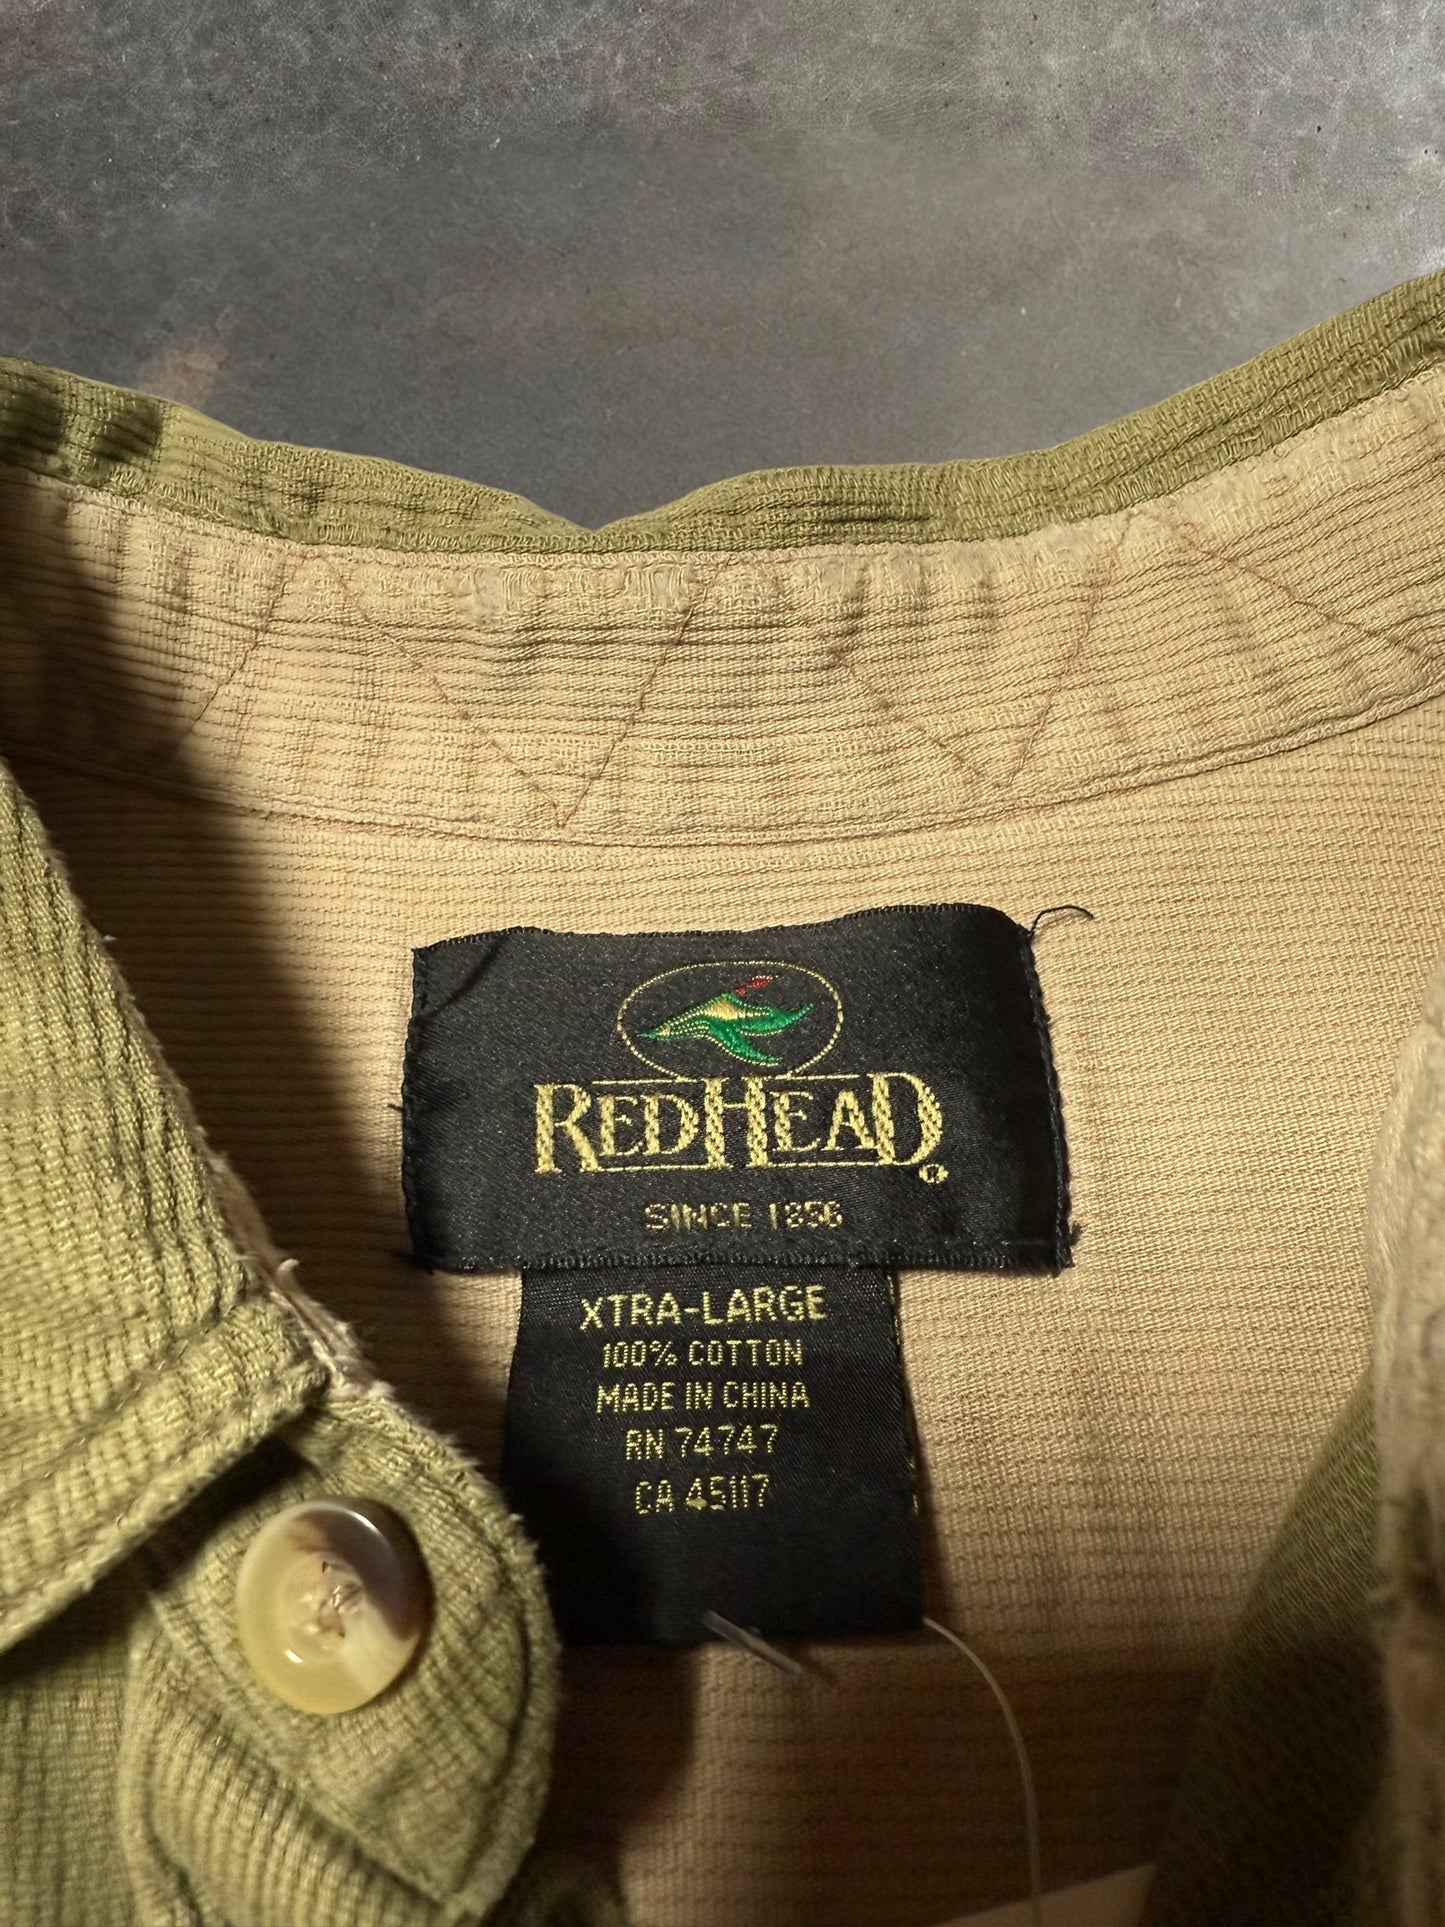 REDHEAD®
SINCE 1856
XTRA-LARGE
100% COTTON
MADE IN CHINA
RN 74747
CA 45117